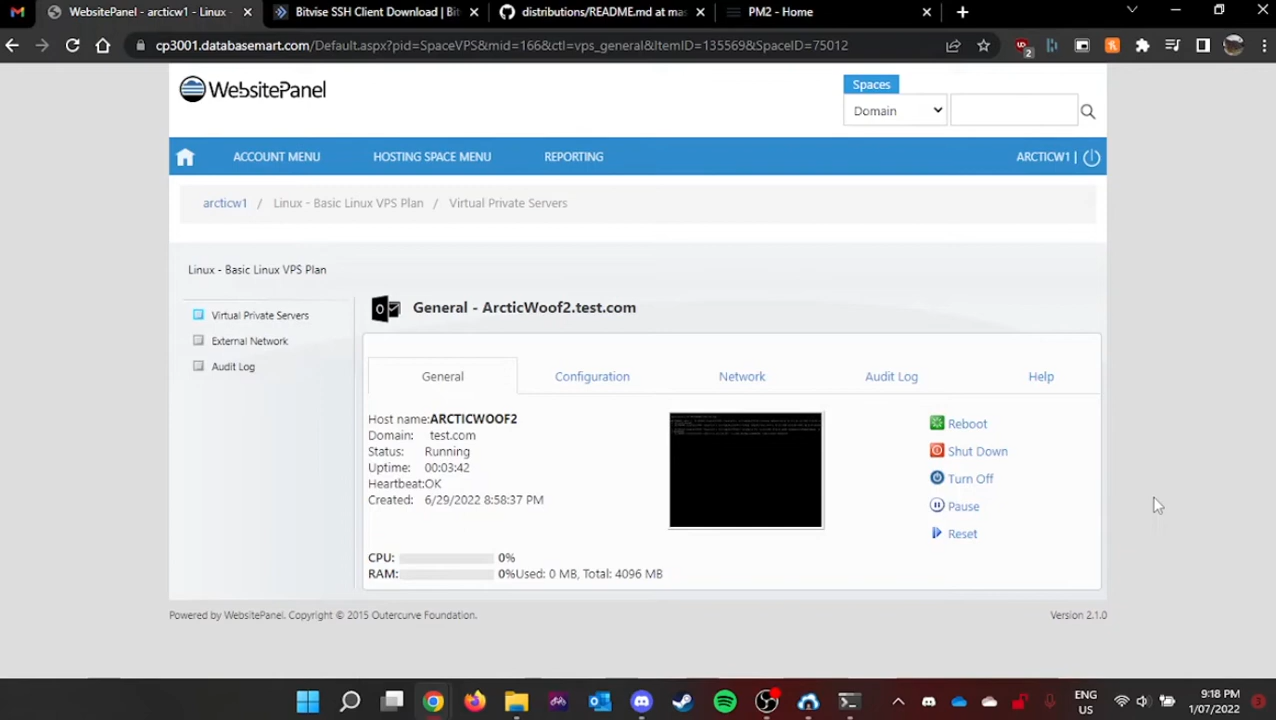 WebsitePanel - arcticw1 - Linux -
Bitvise SSH Client Download | Bit
distributions/README.md at mas
PM2 - Home
cp3001.databasemart.com/Default.aspx?pid=SpaceVPS&mid=166&ctl=vps_general&ItemID=135569&SpaceID=75012
2
WebsitePanel
Spaces
Domain
ACCOUNT MENU
HOSTING SPACE MENU
REPORTING
ARCTICW1 |
arcticw1 / Linux - Basic Linux VPS Plan / Virtual Private Servers
Linux - Basic Linux VPS Plan
Virtual Private Servers
External Network
Audit Log
General - ArcticWoof2.test.com
General
Configuration
Network
Audit Log
Help
Host name:ARCTICWOOF2
Domain: test.com
Status: Running
Uptime: 00:03:42
Heartbeat:OK
Created: 6/29/2022 8:58:37 PM
Reboot
Shut Down
Turn Off
Pause
Reset
CPU: 0%
RAM: 0%Used: 0 MB, Total: 4096 MB
Powered by WebsitePanel. Copyright © 2015 Outercurve Foundation.
Version 2.1.0
ENG
US
9:18 PM
1/07/2022
3